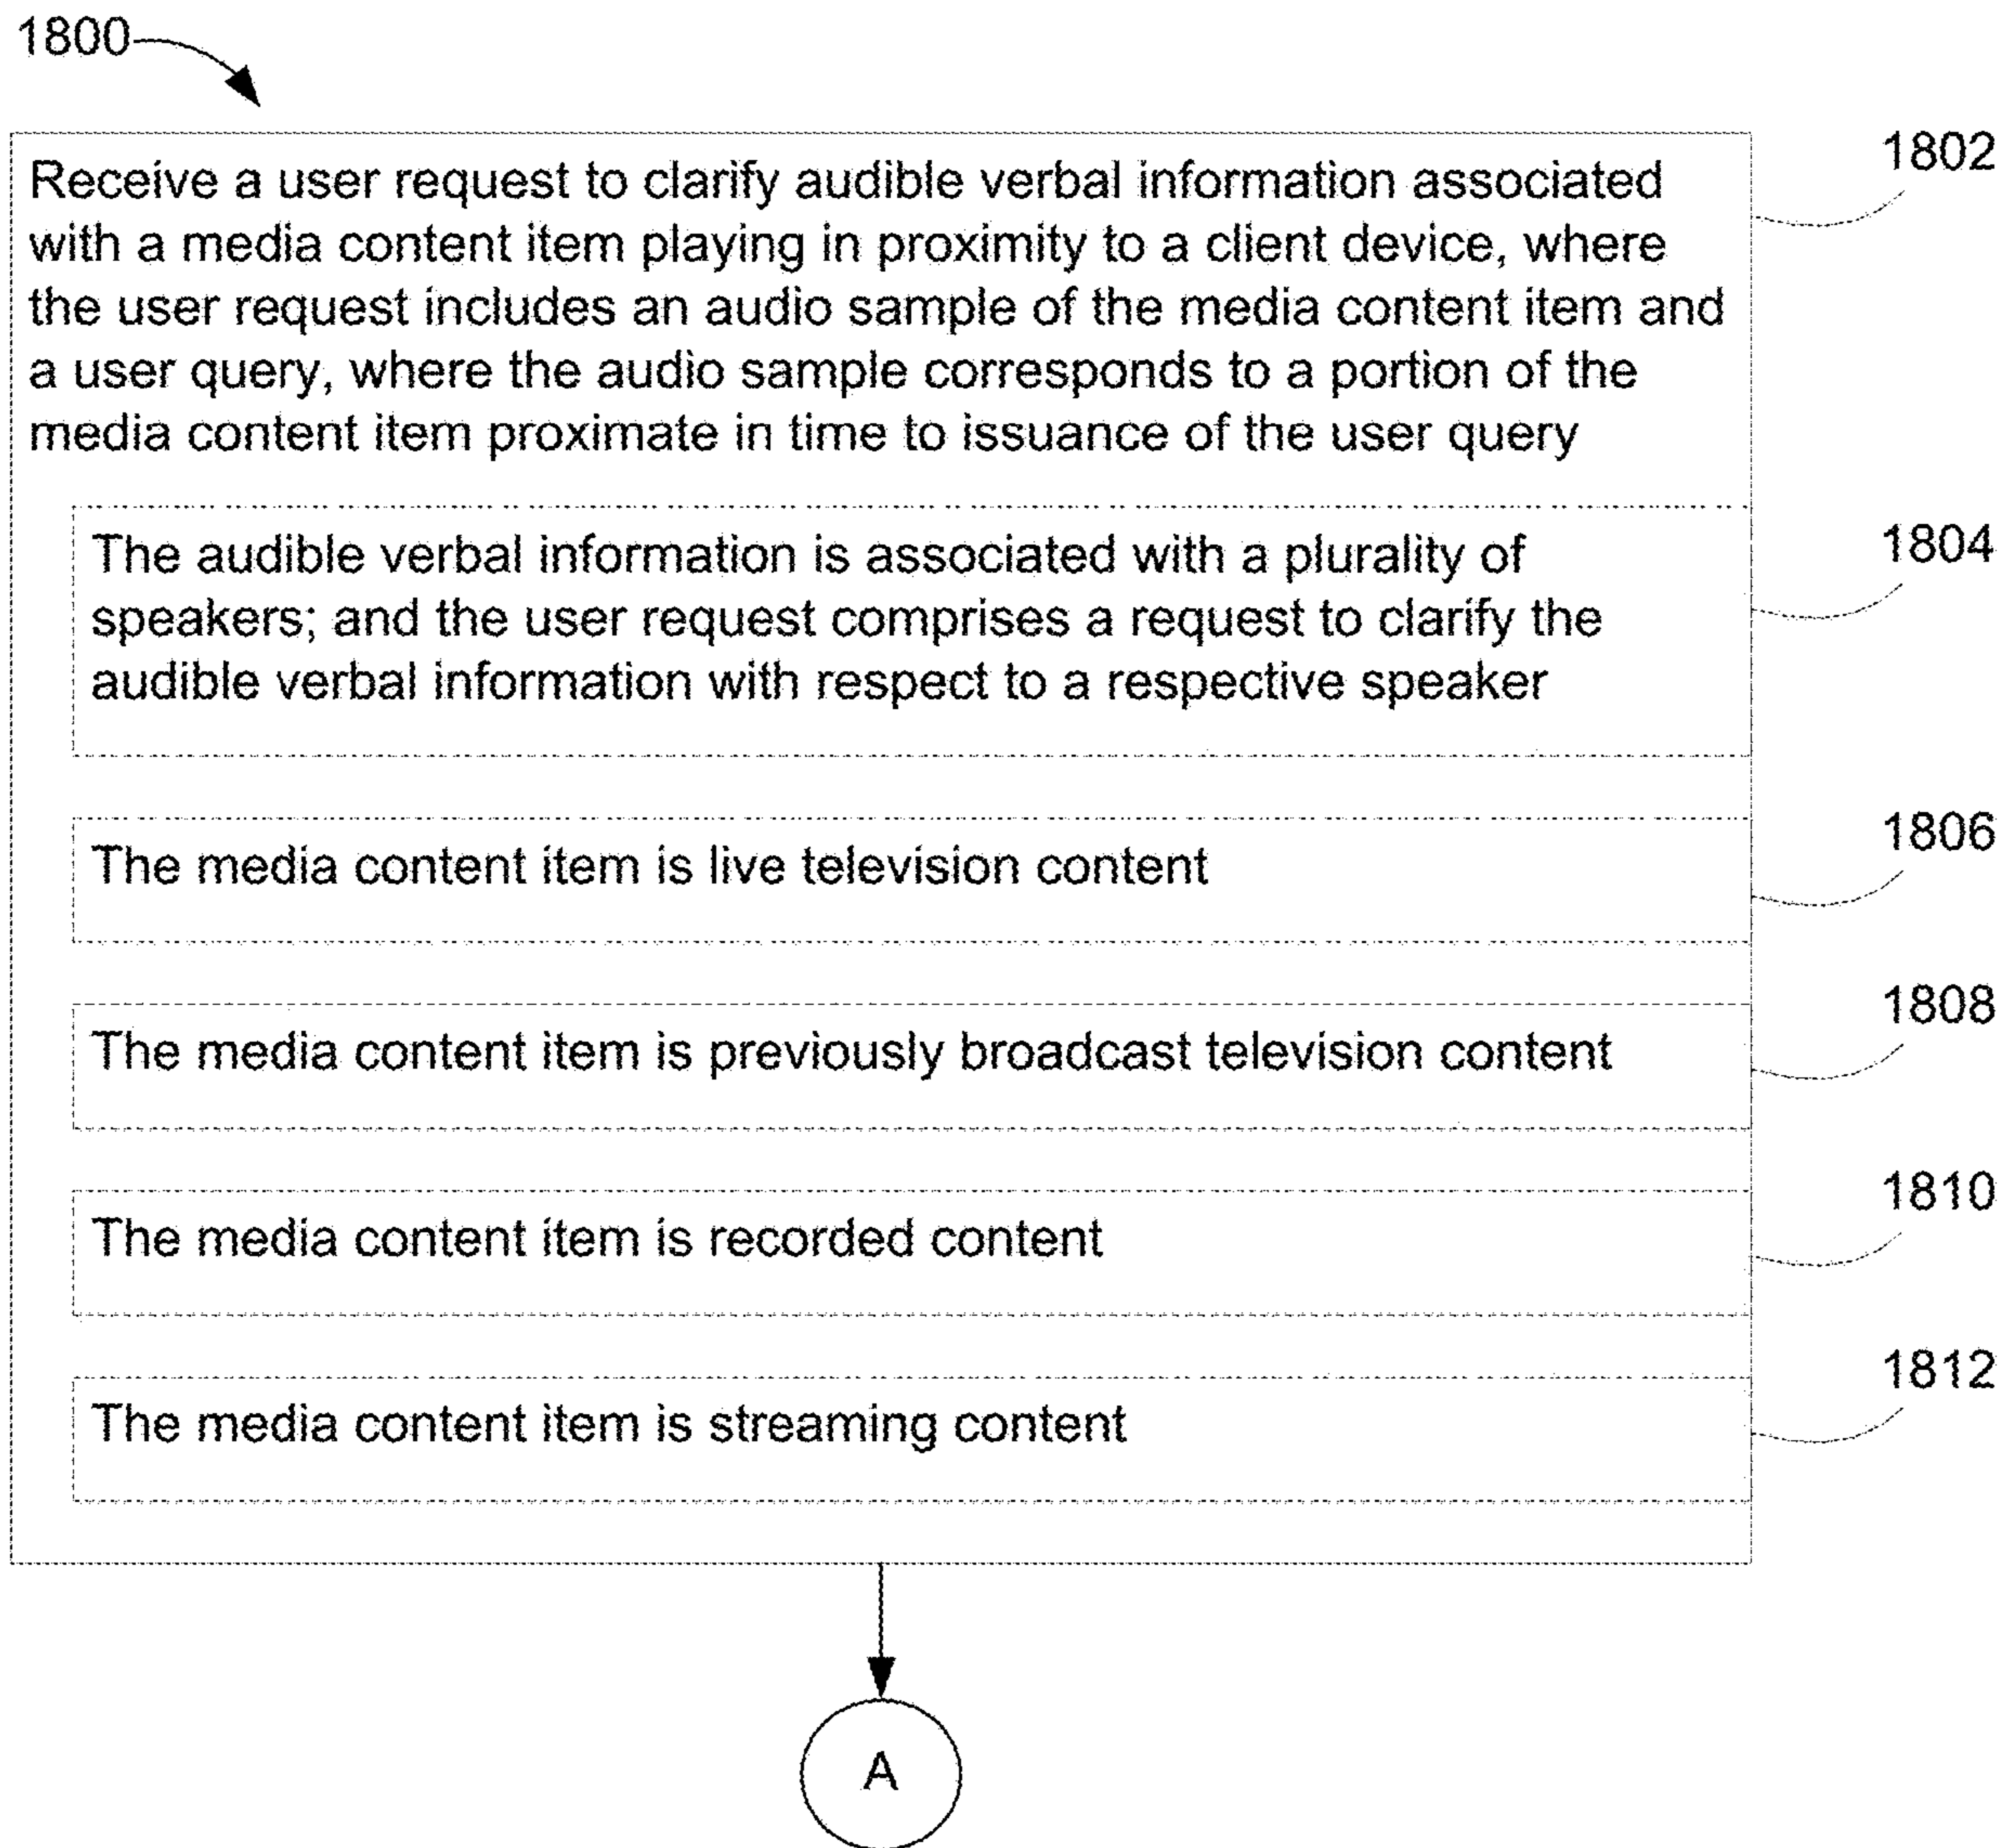 1800
1802
Receive a user request to clarify audible verbal information associated
with a media content item playing in proximity to a client device, where
the user request includes an audio sample of the media content item and
a user query, where the audio sample corresponds to a portion of the
media content item proximate in time to issuance of the user query
1804
The audible verbal information is associated with a plurality of
speakers; and the user request comprises a request to clarify the
audible verbal information with respect to a respective speaker
1806
The media content item is live television content
1808
The media content item is previously broadcast television content
1810
The media content item is recorded content
1812
The media content item is streaming content
A